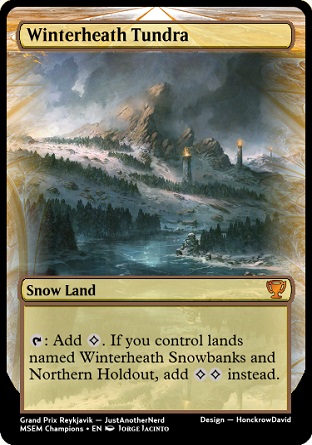 Winterheath Tundra
Snow Land
: Add . If you control lands
named Winterheath Snowbanks and
Northern Holdout, add instead.
Grand Prix Reykjavik — JustAnotherNerd Design — HonckrowDavid
MSEM Champions • EN Jorge Jacinto